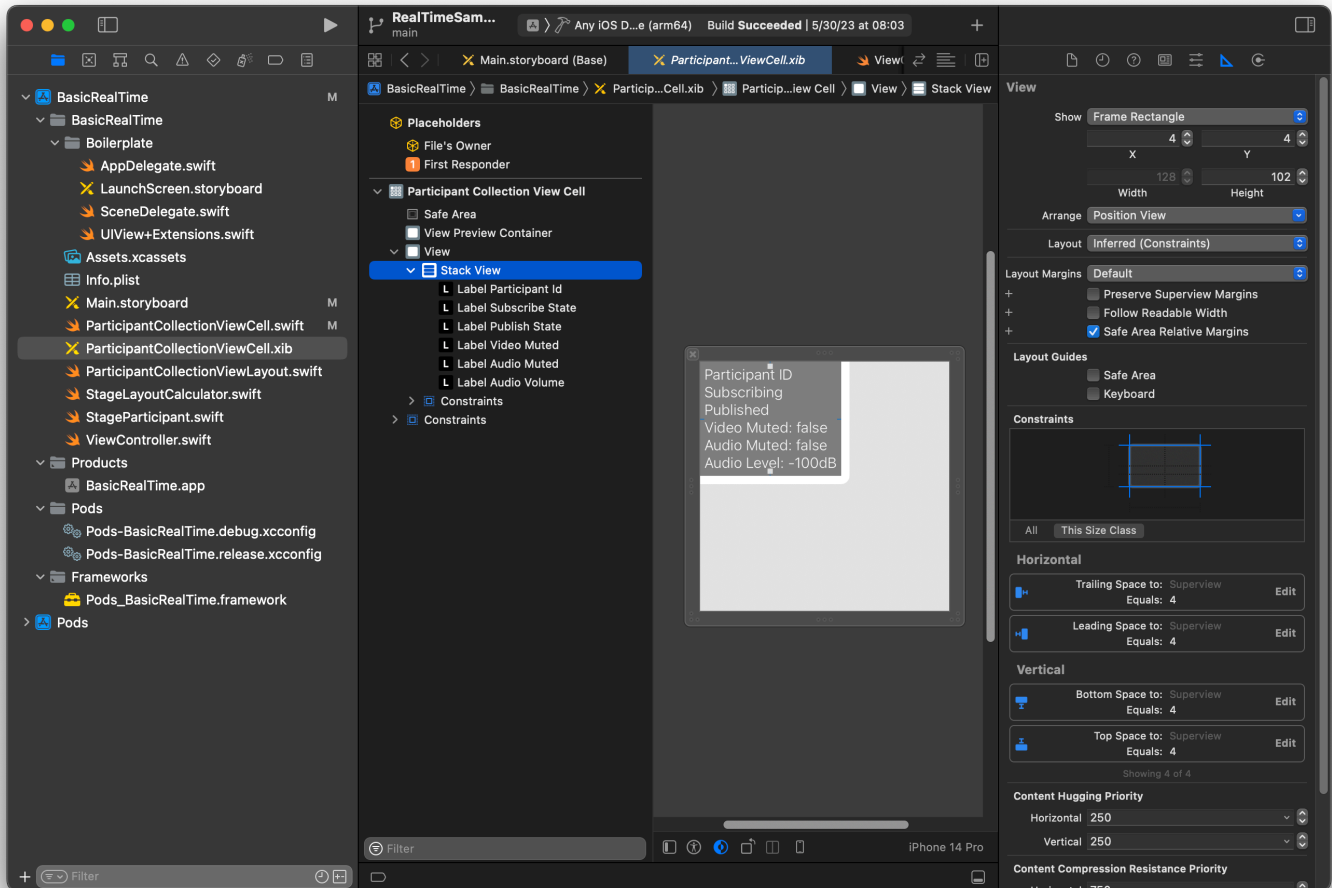 RealTimeSam...
main
Any iOS D...e (arm64) Build Succeeded | 5/30/23 at 08:03
Main.storyboard (Base)
Participant...ViewCell.xib
View
BasicRealTime
BasicRealTime
Particip...Cell.xib
Particip...iew Cell
View
Stack View
BasicRealTime M
BasicRealTime
Boilerplate
AppDelegate.swift
LaunchScreen.storyboard
SceneDelegate.swift
UIView+Extensions.swift
Assets.xcassets
Info.plist
Main.storyboard M
ParticipantCollectionViewCell.swift M
ParticipantCollectionViewCell.xib
ParticipantCollectionViewLayout.swift
StageLayoutCalculator.swift
StageParticipant.swift
ViewController.swift
Products
BasicRealTime.app
Pods
Pods-BasicRealTime.debug.xcconfig
Pods-BasicRealTime.release.xcconfig
Frameworks
Pods_BasicRealTime.framework
Pods
Filter
Placeholders
File's Owner
1 First Responder
Participant Collection View Cell
Safe Area
View Preview Container
View
Stack View
L Label Participant Id
L Label Subscribe State
L Label Publish State
L Label Video Muted
L Label Audio Muted
L Label Audio Volume
Constraints
Constraints
Filter
Participant ID
Subscribing
Published
Video Muted: false
Audio Muted: false
Audio Level: -100dB
iPhone 14 Pro
View
Show Frame Rectangle
4 4
X Y
128 102
Width Height
Arrange Position View
Layout Inferred (Constraints)
Layout Margins Default
Preserve Superview Margins
Follow Readable Width
Safe Area Relative Margins
Layout Guides
Safe Area
Keyboard
Constraints
All This Size Class
Horizontal
Trailing Space to: Superview
Equals: 4
Edit
Leading Space to: Superview
Equals: 4
Edit
Vertical
Bottom Space to: Superview
Equals: 4
Edit
Top Space to: Superview
Equals: 4
Edit
Showing 4 of 4
Content Hugging Priority
Horizontal 250
Vertical 250
Content Compression Resistance Priority